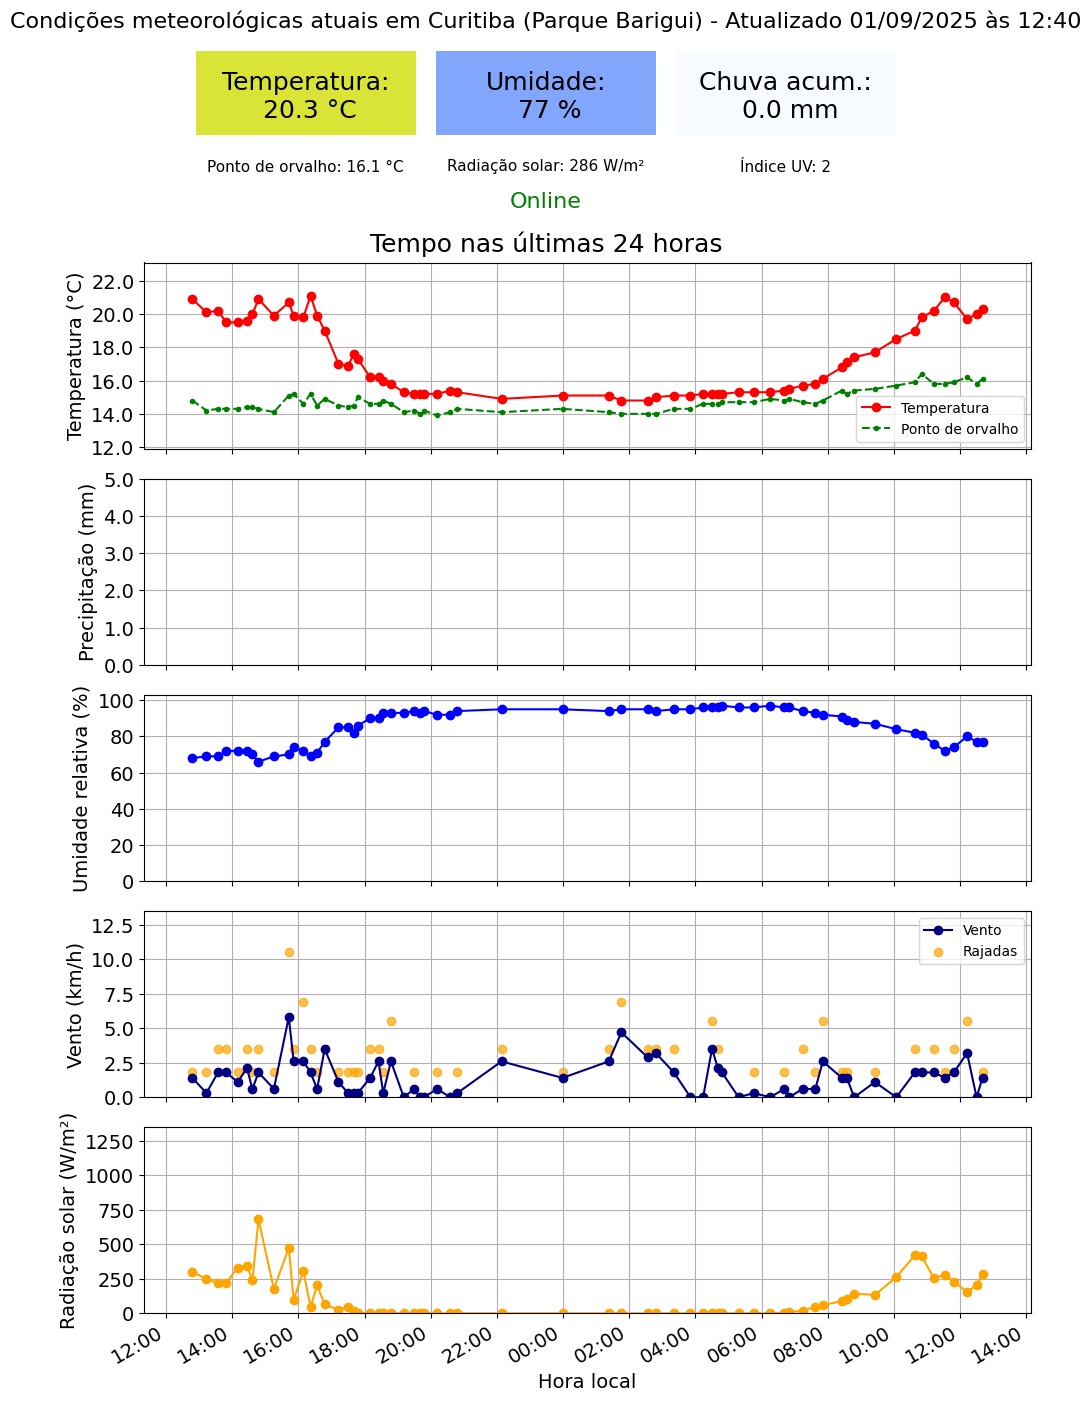 Condições meteorológicas atuais em Curitiba (Parque Barigui) - Atualizado 01/09/2025 às 12:40
Temperatura:
20.3 °C
Umidade:
77 %
Chuva acum.:
0.0 mm
Ponto de orvalho: 16.1 °C
Radiação solar: 286 W/m²
Índice UV: 2
Online
Tempo nas últimas 24 horas
Temperatura (°C)
22.0
20.0
18.0
16.0
14.0
12.0
Temperatura
Ponto de orvalho
Precipitação (mm)
5.0
4.0
3.0
2.0
1.0
0.0
Umidade relativa (%)
100
80
60
40
20
0
Vento (km/h)
12.5
10.0
7.5
5.0
2.5
0.0
Vento
Rajadas
Radiação solar (W/m²)
1250
1000
750
500
250
0
12:00
14:00
16:00
18:00
20:00
22:00
00:00
02:00
04:00
06:00
08:00
10:00
12:00
14:00
Hora local